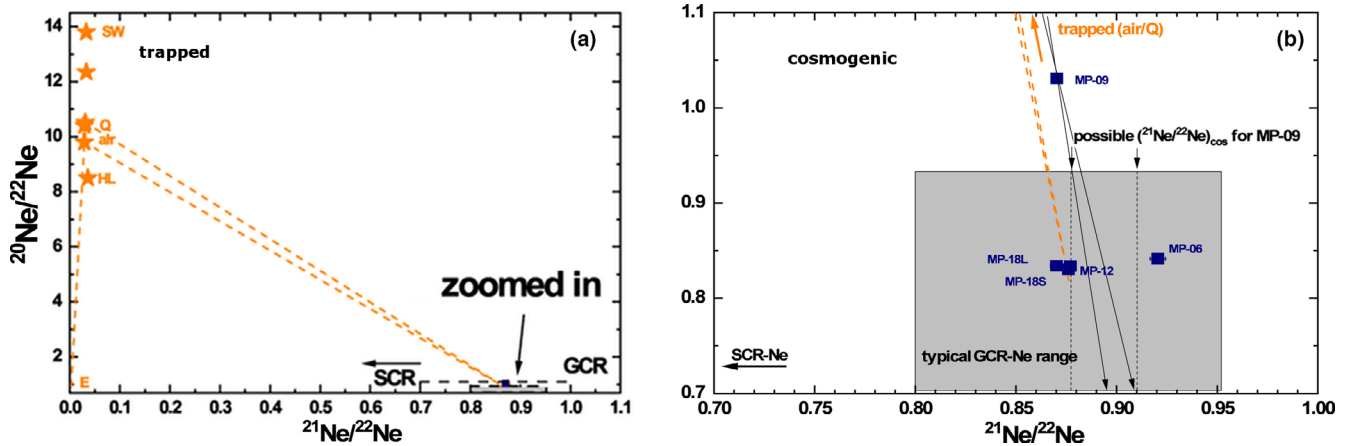 14
12
10
8
6
4
2
²⁰Ne/²²Ne
SW
trapped
(a)
Q
air
HL
zoomed in
GCR
SCR
E
0.0 0.1 0.2 0.3 0.4 0.5 0.6 0.7 0.8 0.9 1.0 1.1
²¹Ne/²²Ne
1.1
1.0
0.9
0.8
0.7
²⁰Ne/²²Ne
trapped (air/Q)
(b)
cosmogenic
MP-09
possible (²¹Ne/²²Ne)cos for MP-09
MP-06
MP-18L
MP-12
MP-18S
typical GCR-Ne range
SCR-Ne
0.70 0.75 0.80 0.85 0.90 0.95 1.00
²¹Ne/²²Ne